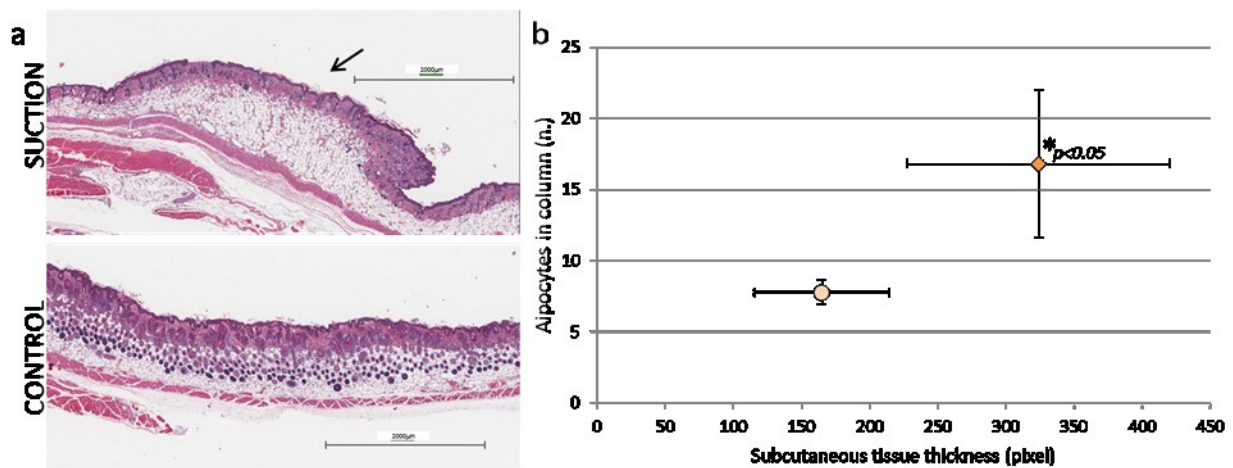 a
SUCTION
2000µm
CONTROL
2000µm
b
Aipocytes in column (n.)
25
20
15
10
5
0
*p<0.05
0 50 100 150 200 250 300 350 400 450
Subcutaneous tissue thickness (pixel)